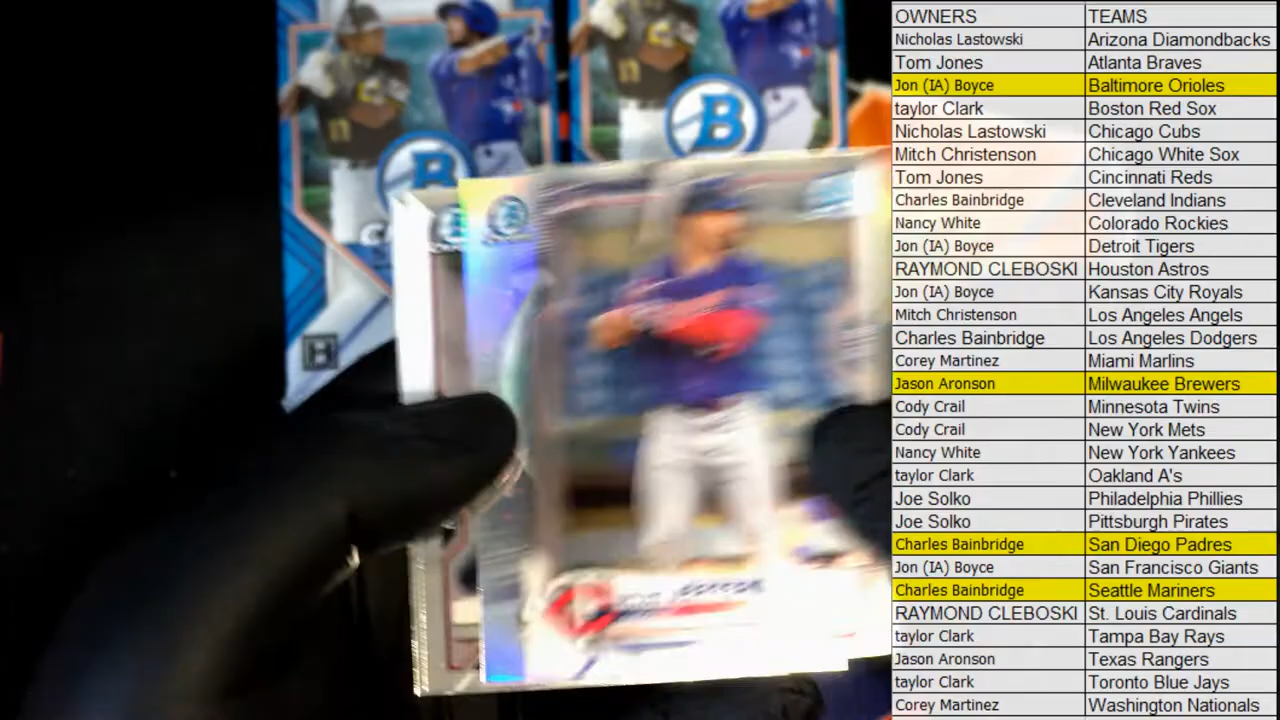 OWNERS TEAMS
Nicholas Lastowski Arizona Diamondbacks
Tom Jones Atlanta Braves
Jon (IA) Boyce Baltimore Orioles
taylor Clark Boston Red Sox
Nicholas Lastowski Chicago Cubs
Mitch Christenson Chicago White Sox
Tom Jones Cincinnati Reds
Charles Bainbridge Cleveland Indians
Nancy White Colorado Rockies
Jon (IA) Boyce Detroit Tigers
RAYMOND CLEBOSKI Houston Astros
Jon (IA) Boyce Kansas City Royals
Mitch Christenson Los Angeles Angels
Charles Bainbridge Los Angeles Dodgers
Corey Martinez Miami Marlins
Jason Aronson Milwaukee Brewers
Cody Crail Minnesota Twins
Cody Crail New York Mets
Nancy White New York Yankees
taylor Clark Oakland A's
Joe Solko Philadelphia Phillies
Joe Solko Pittsburgh Pirates
Charles Bainbridge San Diego Padres
Jon (IA) Boyce San Francisco Giants
Charles Bainbridge Seattle Mariners
RAYMOND CLEBOSKI St. Louis Cardinals
taylor Clark Tampa Bay Rays
Jason Aronson Texas Rangers
taylor Clark Toronto Blue Jays
Corey Martinez Washington Nationals
B
B
H